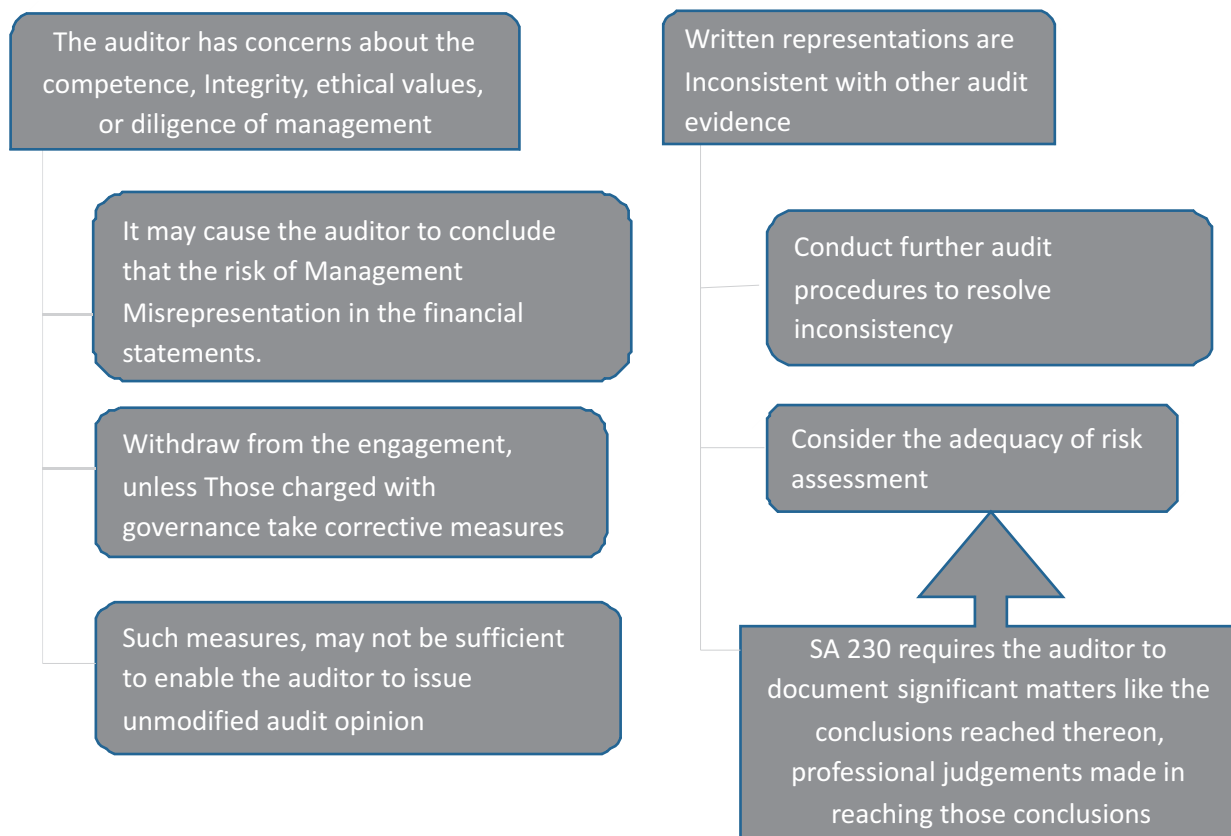 The auditor has concerns about the
competence, Integrity, ethical values,
or diligence of management
It may cause the auditor to conclude
that the risk of Management
Misrepresentation in the financial
statements.
Withdraw from the engagement,
unless Those charged with
governance take corrective measures
Such measures, may not be sufficient
to enable the auditor to issue
unmodified audit opinion
Written representations are
Inconsistent with other audit
evidence
Conduct further audit
procedures to resolve
inconsistency
Consider the adequacy of risk
assessment
SA 230 requires the auditor to
document significant matters like the
conclusions reached thereon,
professional judgements made in
reaching those conclusions